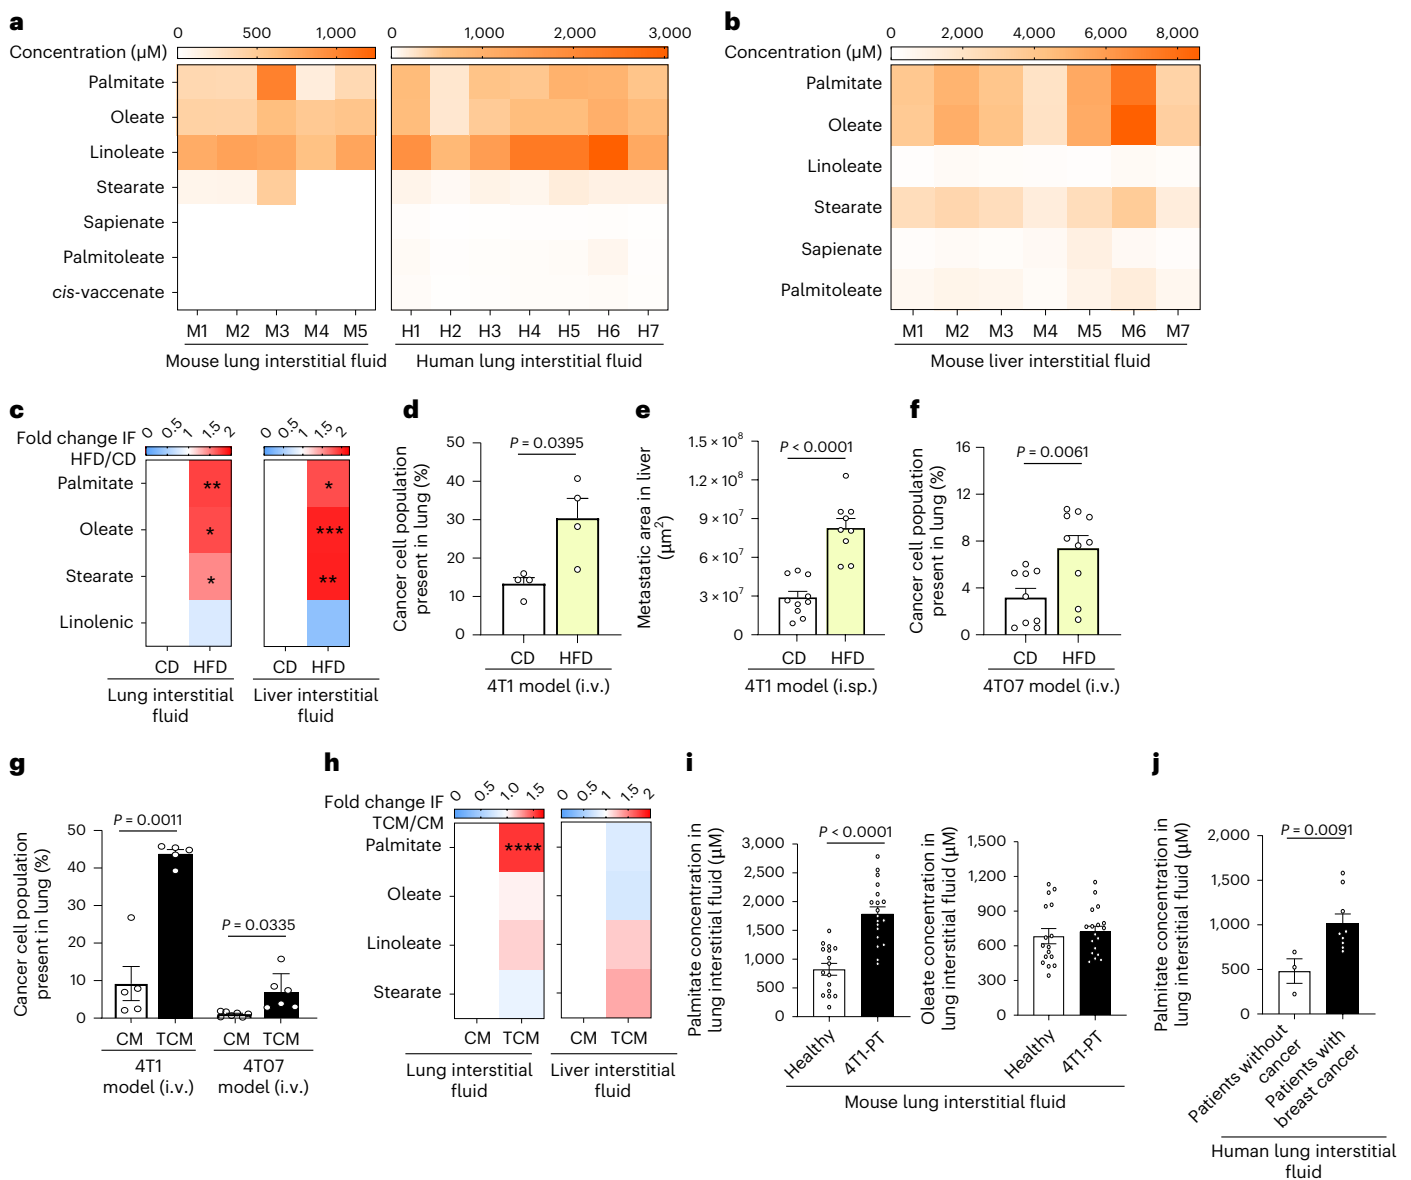 a
0 500 1,000
0 1,000 2,000 3,000
Concentration (µM)
Palmitate
Oleate
Linoleate
Stearate
Sapienate
Palmitoleate
cis-vaccenate
M1 M2 M3 M4 M5
H1 H2 H3 H4 H5 H6 H7
Mouse lung interstitial fluid
Human lung interstitial fluid
b
0 2,000 4,000 6,000 8,000
Concentration (µM)
Palmitate
Oleate
Linoleate
Stearate
Sapienate
Palmitoleate
M1 M2 M3 M4 M5 M6 M7
Mouse liver interstitial fluid
c
0 0.5 1 1.5 2
0 0.5 1 1.5 2
Fold change IF
HFD/CD
Palmitate ** *
Oleate * ***
Stearate * **
Linolenic
CD HFD
CD HFD
Lung interstitial
fluid
Liver interstitial
fluid
d
Cancer cell population
present in lung (%)
50
40
30
20
10
0
P = 0.0395
CD HFD
4T1 model (i.v.)
e
Metastatic area in liver
(µm²)
1.5 × 10⁸
1.2 × 10⁸
9 × 10⁷
6 × 10⁷
3 × 10⁷
0
P < 0.0001
CD HFD
4T1 model (i.sp.)
f
Cancer cell population
present in lung (%)
16
12
8
4
0
P = 0.0061
CD HFD
4T07 model (i.v.)
g
Cancer cell population
present in lung (%)
50
40
30
20
10
0
P = 0.0011
P = 0.0335
CM TCM CM TCM
4T1
model (i.v.)
4T07
model (i.v.)
h
0 0.5 1.0 1.5
0 0.5 1 1.5 2
Fold change IF
TCM/CM
Palmitate ****
Oleate
Linoleate
Stearate
CM TCM
CM TCM
Lung interstitial
fluid
Liver interstitial
fluid
i
Palmitate concentration in
lung interstitial fluid (µM)
3,000
2,500
2,000
1,500
1,000
500
0
P < 0.0001
Healthy
4T1-PT
Oleate concentration in
lung interstitial fluid (µM)
1,500
1,200
900
600
300
0
Healthy
4T1-PT
Mouse lung interstitial fluid
j
Palmitate concentration in
lung interstitial fluid (µM)
2,000
1,500
1,000
500
0
P = 0.0091
Patients without
cancer
Patients with
breast cancer
Human lung interstitial
fluid